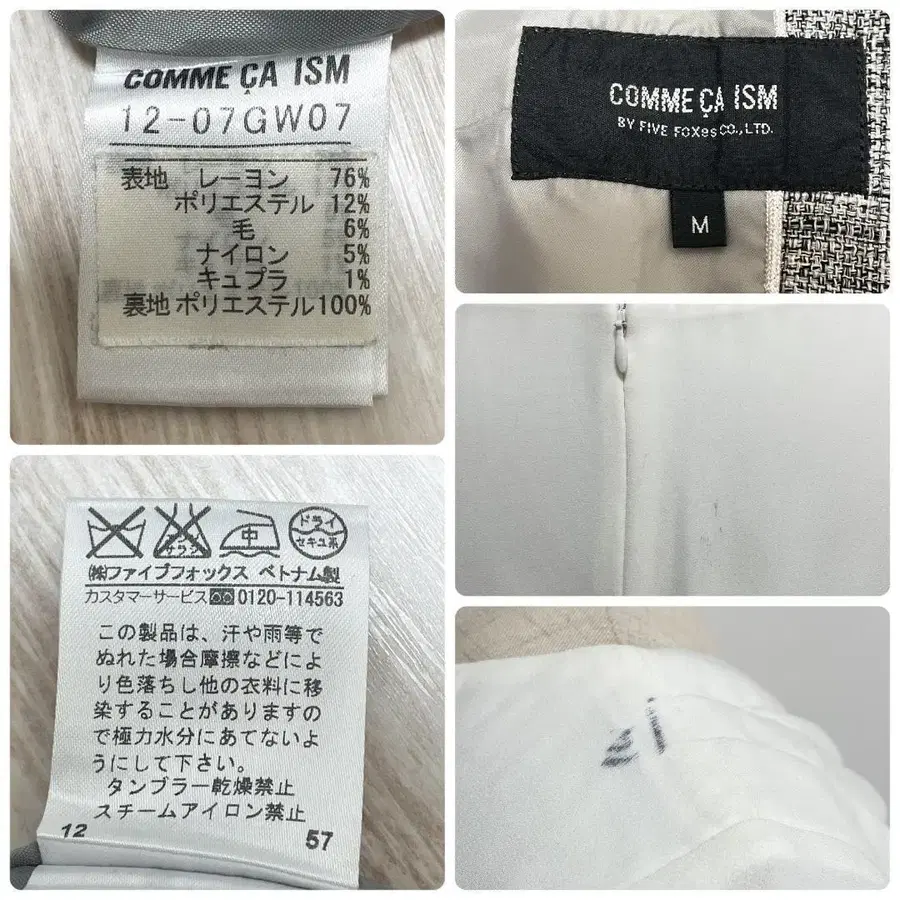 COMME ÇA ISM
12-07GW07
表地 レーヨン 76%
ポリエステル 12%
毛 6%
ナイロン 5%
キュプラ 1%
裏地 ポリエステル100%
COMME ÇA ISM
BY FIVE FOXes CO., LTD.
M
エンソ
サラシ
中
ドライ
セキユ系
㈱ファイブフォックス ベトナム製
カスタマーサービス 0120-114563
この製品は、汗や雨等で
ぬれた場合摩擦などによ
り色落ちし他の衣料に移
染することがありますの
で極力水分にあてないよ
うにして下さい。
タンブラー乾燥禁止
スチームアイロン禁止
12
57